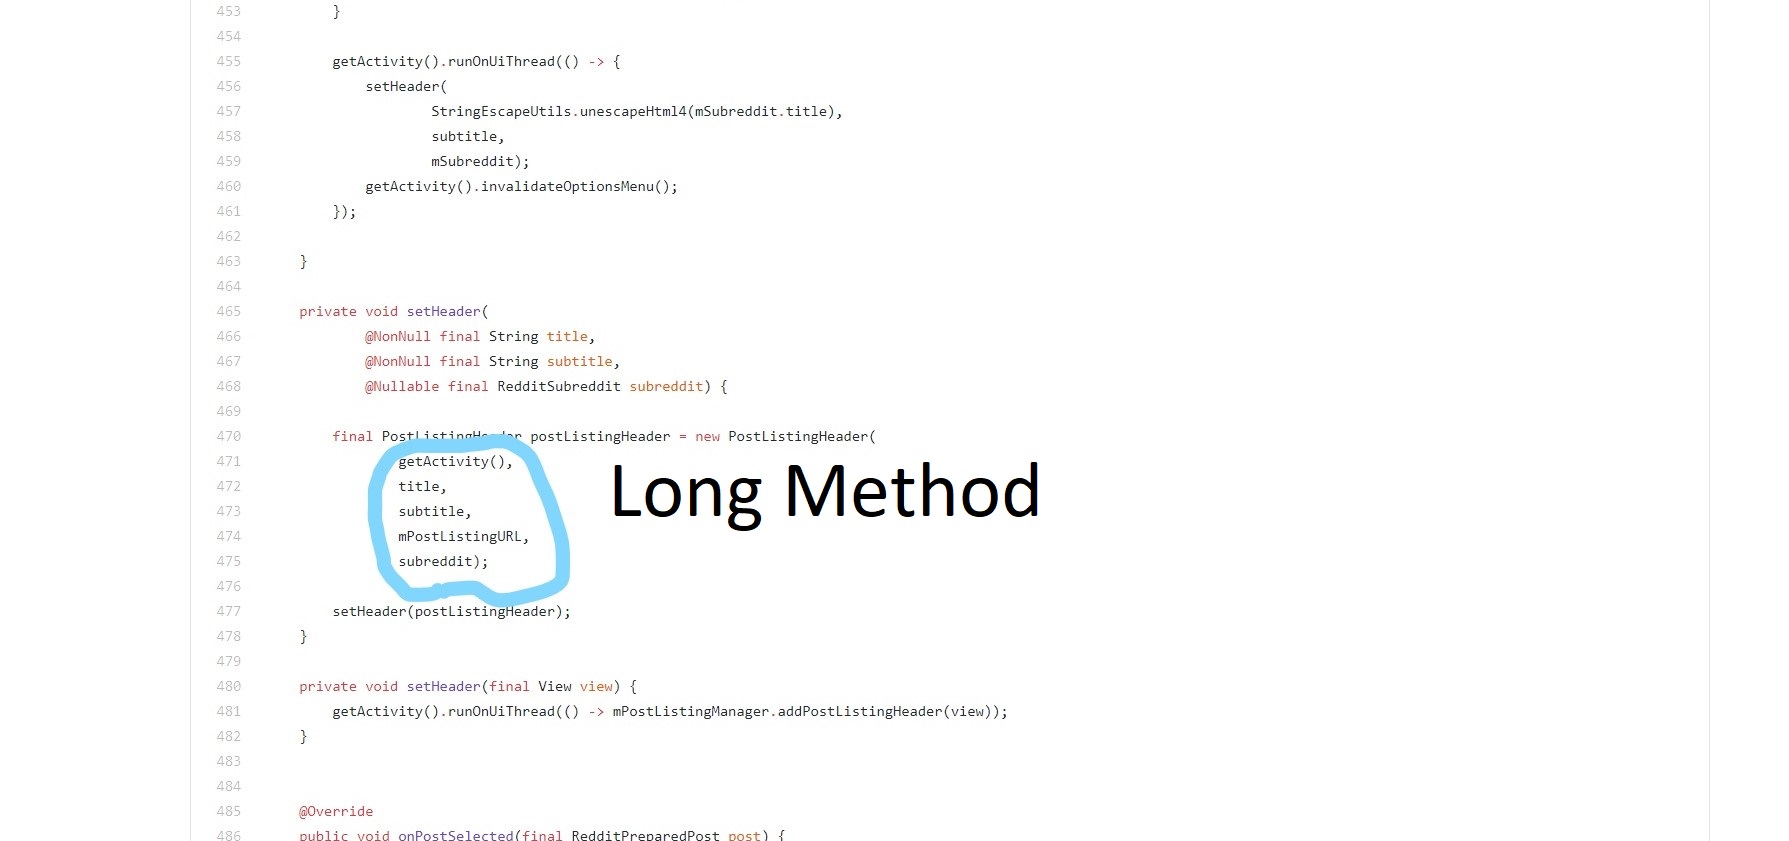 453 }
454
455 getActivity().runOnUiThread(() -> {
456 setHeader(
457 StringEscapeUtils.unescapeHtml4(mSubreddit.title),
458 subtitle,
459 mSubreddit);
460 getActivity().invalidateOptionsMenu();
461 });
462
463 }
464
465 private void setHeader(
466 @NonNull final String title,
467 @NonNull final String subtitle,
468 @Nullable final RedditSubreddit subreddit) {
469
470 final PostListingHeader postListingHeader = new PostListingHeader(
471 getActivity(),
472 title,
473 subtitle,
474 mPostListingURL,
475 subreddit);
Long Method
476
477 setHeader(postListingHeader);
478 }
479
480 private void setHeader(final View view) {
481 getActivity().runOnUiThread(() -> mPostListingManager.addPostListingHeader(view));
482 }
483
484
485 @Override
486 public void onPostSelected(final RedditPreparedPost post) {